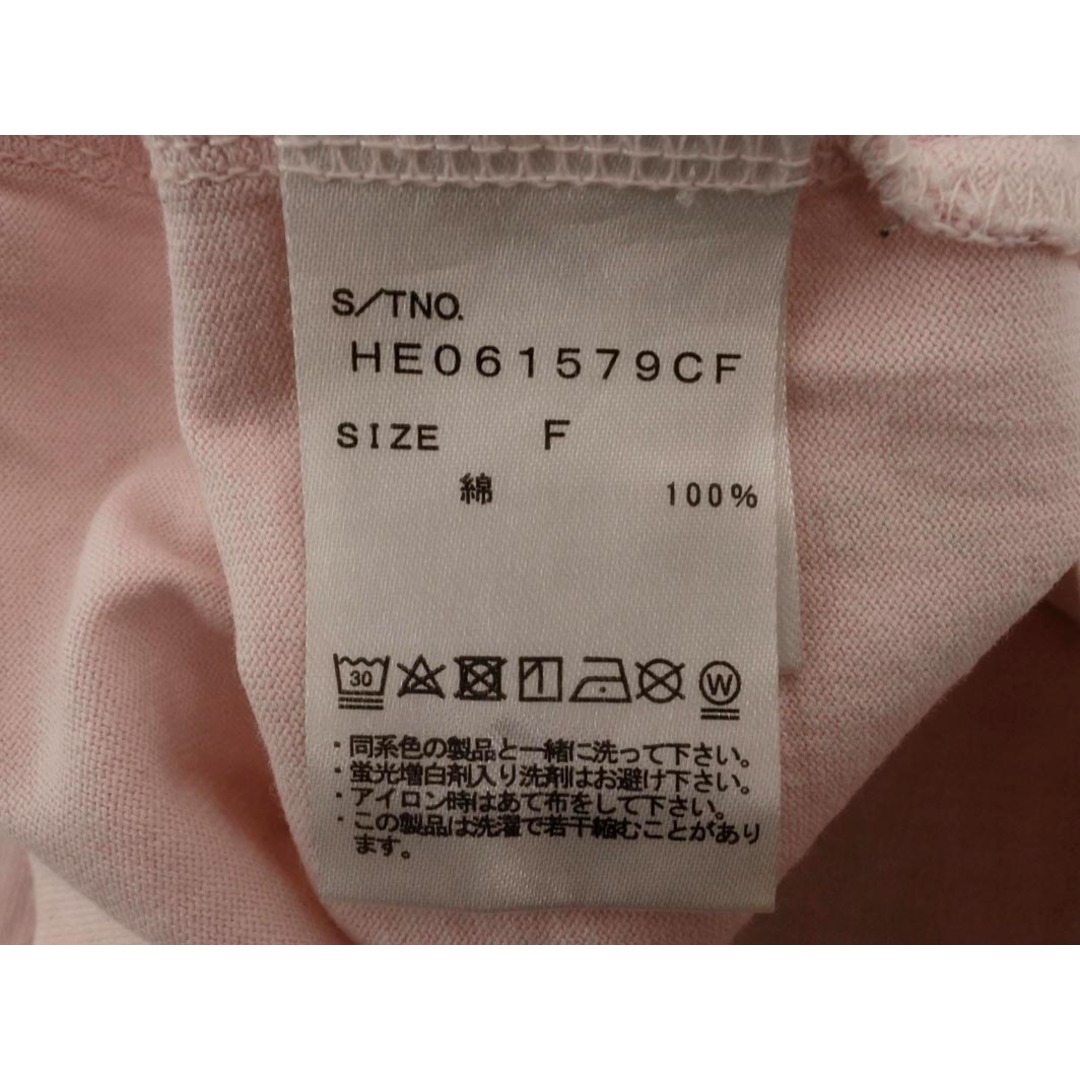 S/TNO.
HE061579CF
SIZE F
綿 100%
30 W
・同系色の製品と一緒に洗って下さい。
・蛍光増白剤入り洗剤はお避け下さい。
・アイロン時はあて布をして下さい。
・この製品は洗濯で若干縮むことがあり
ます。